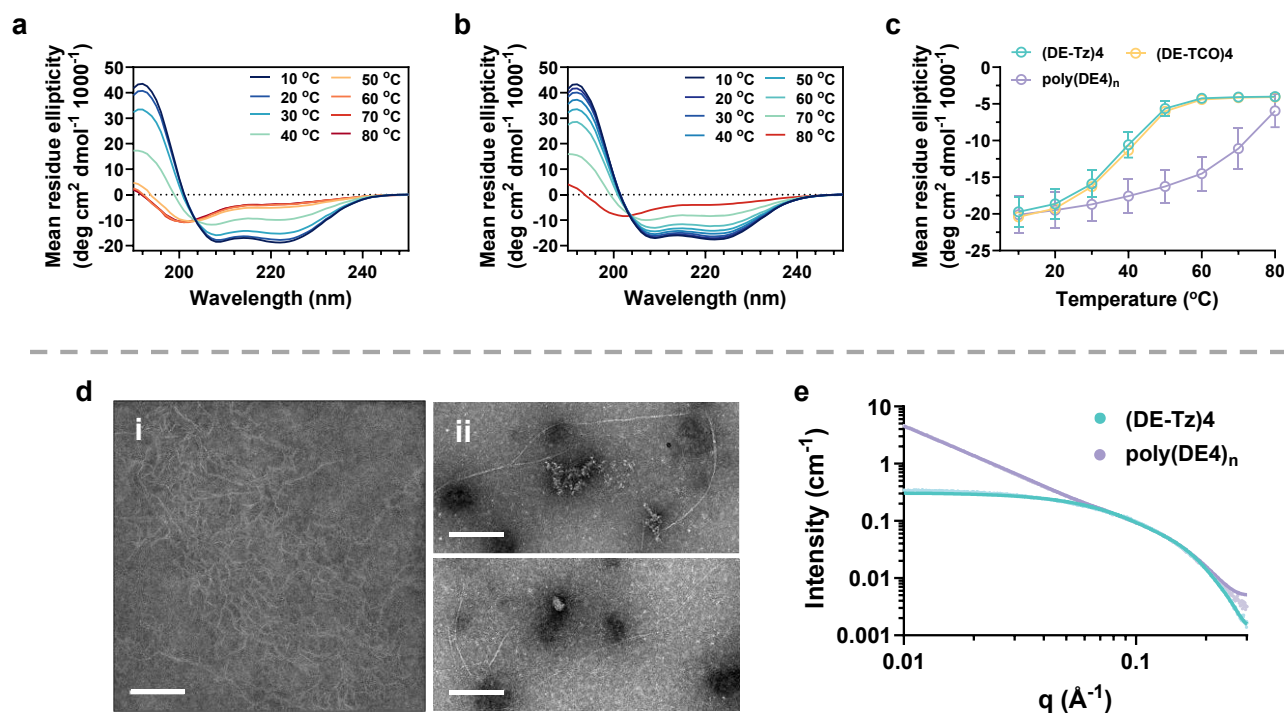 a
Mean residue ellipticity
(deg cm² dmol⁻¹ 1000⁻¹)
50
40
30
20
10
0
-10
-20
200
220
240
Wavelength (nm)
10 °C
20 °C
30 °C
40 °C
50 °C
60 °C
70 °C
80 °C
b
Mean residue ellipticity
(deg cm² dmol⁻¹ 1000⁻¹)
50
40
30
20
10
0
-10
-20
200
220
240
Wavelength (nm)
10 °C
20 °C
30 °C
40 °C
50 °C
60 °C
70 °C
80 °C
c
(DE-Tz)4
(DE-TCO)4
poly(DE4)ₙ
Mean residue ellipticity
(deg cm² dmol⁻¹ 1000⁻¹)
0
-5
-10
-15
-20
-25
20
40
60
80
Temperature (°C)
d
i
ii
e
Intensity (cm⁻¹)
10
1
0.1
0.01
0.001
0.01
0.1
q (Å⁻¹)
(DE-Tz)4
poly(DE4)ₙ